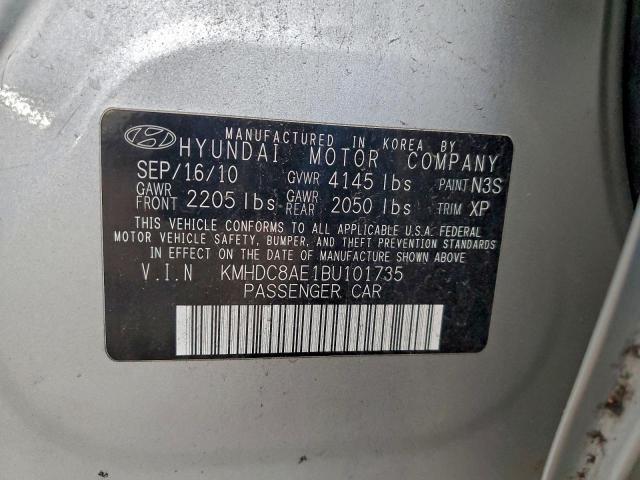 MANUFACTURED IN KOREA BY
HYUNDAI MOTOR COMPANY
SEP/16/10 GVWR 4145 lbs PAINT N3S
GAWR FRONT 2205 lbs GAWR REAR 2050 lbs TRIM XP
THIS VEHICLE CONFORMS TO ALL APPLICABLE U.S.A. FEDERAL
MOTOR VEHICLE SAFETY, BUMPER, AND THEFT PREVENTION STANDARDS
IN EFFECT ON THE DATE OF MANUFACTURE SHOWN ABOVE.
V.I.N KMHDC8AE1BU101735
PASSENGER CAR